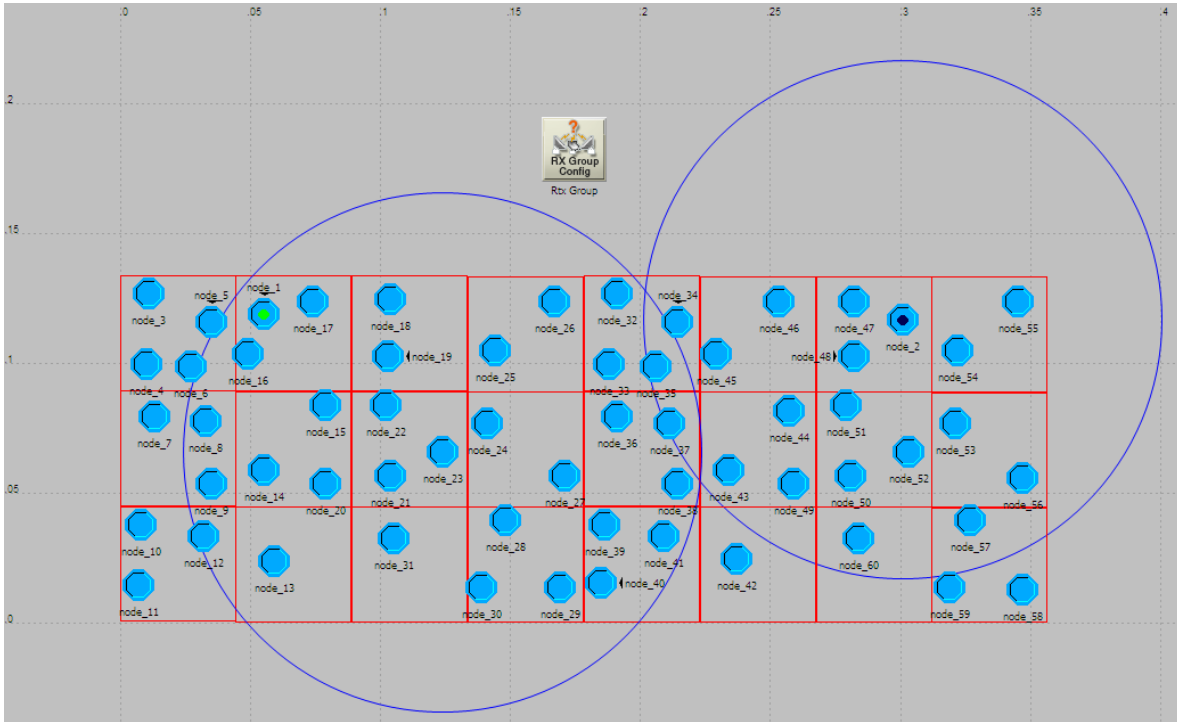 .0 .05 .1 .15 .2 .25 .3 .35 .4
.2
?
RX Group
Config
Rtx Group
.15
node_5 node_1 node_34
node_3 node_17 node_18 node_26 node_32 node_46 node_47 node_2 node_55
.1
node_19 node_48
node_4 node_6 node_16 node_25 node_33 node_35 node_45 node_54
node_7 node_8 node_15 node_22 node_24 node_36 node_37 node_44 node_51 node_53
node_14 node_21 node_23 node_27 node_43 node_50 node_52 node_56
.05
node_9 node_20 node_38 node_49
node_10 node_12 node_31 node_28 node_39 node_41 node_60 node_57
node_11 node_13 node_30 node_29 node_40 node_42 node_59 node_58
.0